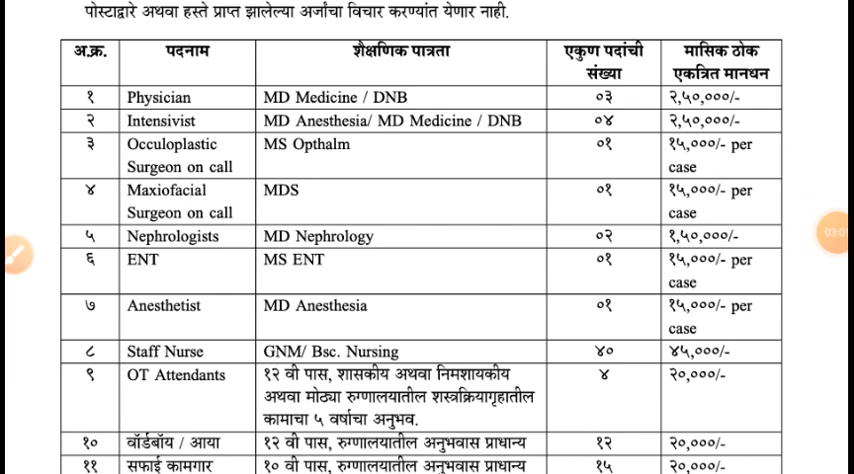 पोस्टाद्वारे अथवा हस्ते प्राप्त झालेल्या अर्जांचा विचार करण्यांत येणार नाही.
अ.क्र. पदनाम शैक्षणिक पात्रता एकुण पदांची संख्या मासिक ठोक एकत्रित मानधन
१ Physician MD Medicine / DNB ०३ २,५०,०००/-
२ Intensivist MD Anesthesia/ MD Medicine / DNB ०४ २,५०,०००/-
३ Occuloplastic Surgeon on call MS Opthalm ०१ १५,०००/- per case
४ Maxiofacial Surgeon on call MDS ०१ १५,०००/- per case
५ Nephrologists MD Nephrology ०२ १,५०,०००/-
६ ENT MS ENT ०१ १५,०००/- per case
७ Anesthetist MD Anesthesia ०१ १५,०००/- per case
८ Staff Nurse GNM/ Bsc. Nursing ४० ४५,०००/-
९ OT Attendants १२ वी पास, शासकीय अथवा निमशायकीय ४ २०,०००/-
अथवा मोठ्या रुग्णालयातील शस्त्रक्रियागृहातील
कामाचा ५ वर्षाचा अनुभव.
१० वॉर्डबॉय / आया १२ वी पास, रुग्णालयातील अनुभवास प्राधान्य १२ २०,०००/-
११ सफाई कामगार १० वी पास, रुग्णालयातील अनुभवास प्राधान्य १५ २०,०००/-
03:01